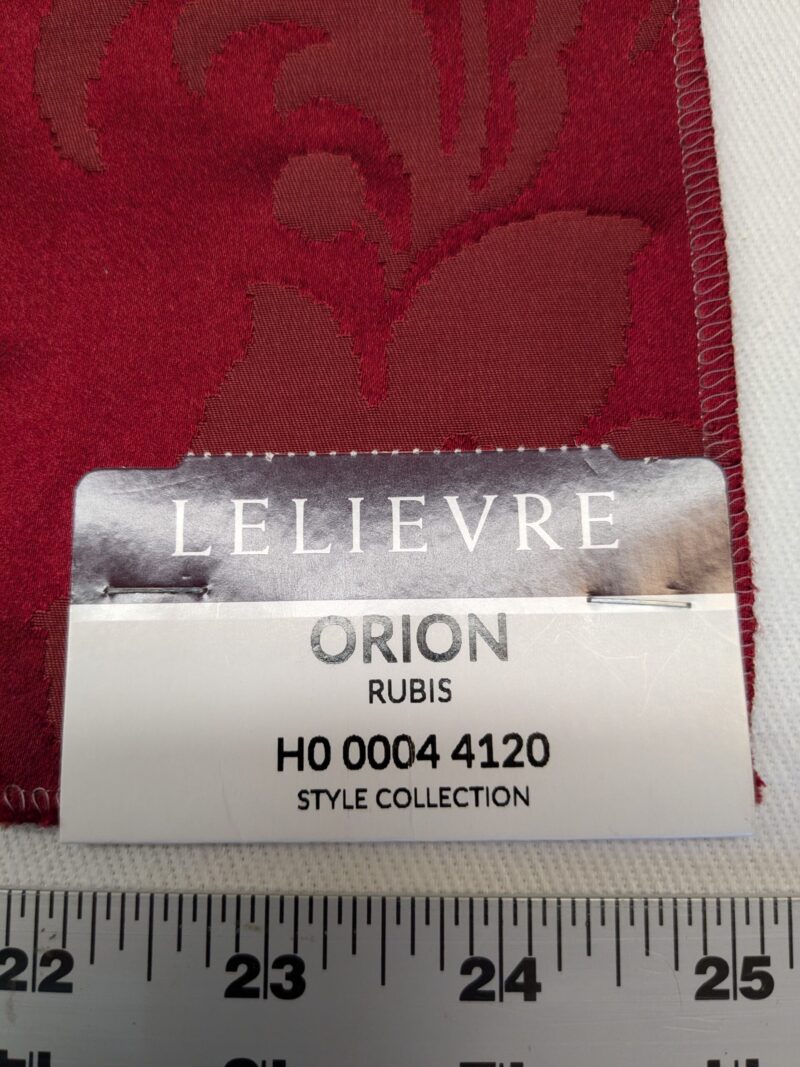 LELIEVRE
ORION
RUBIS
H0 0004 4120
STYLE COLLECTION
22 23 24 25